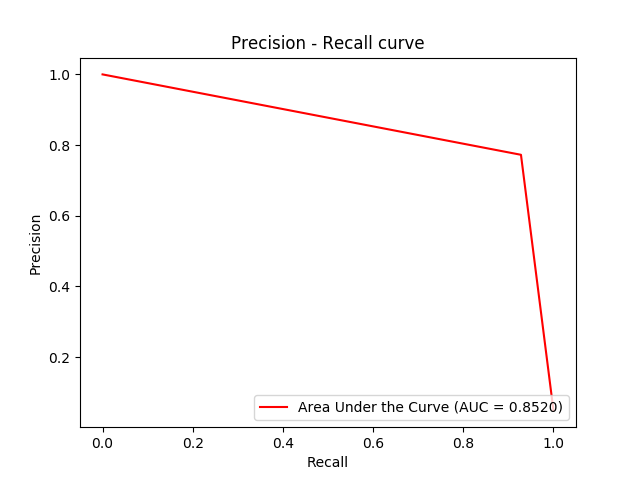 Precision - Recall curve
1.0
0.8
0.6
0.4
0.2
Precision
Area Under the Curve (AUC = 0.8520)
0.0 0.2 0.4 0.6 0.8 1.0
Recall